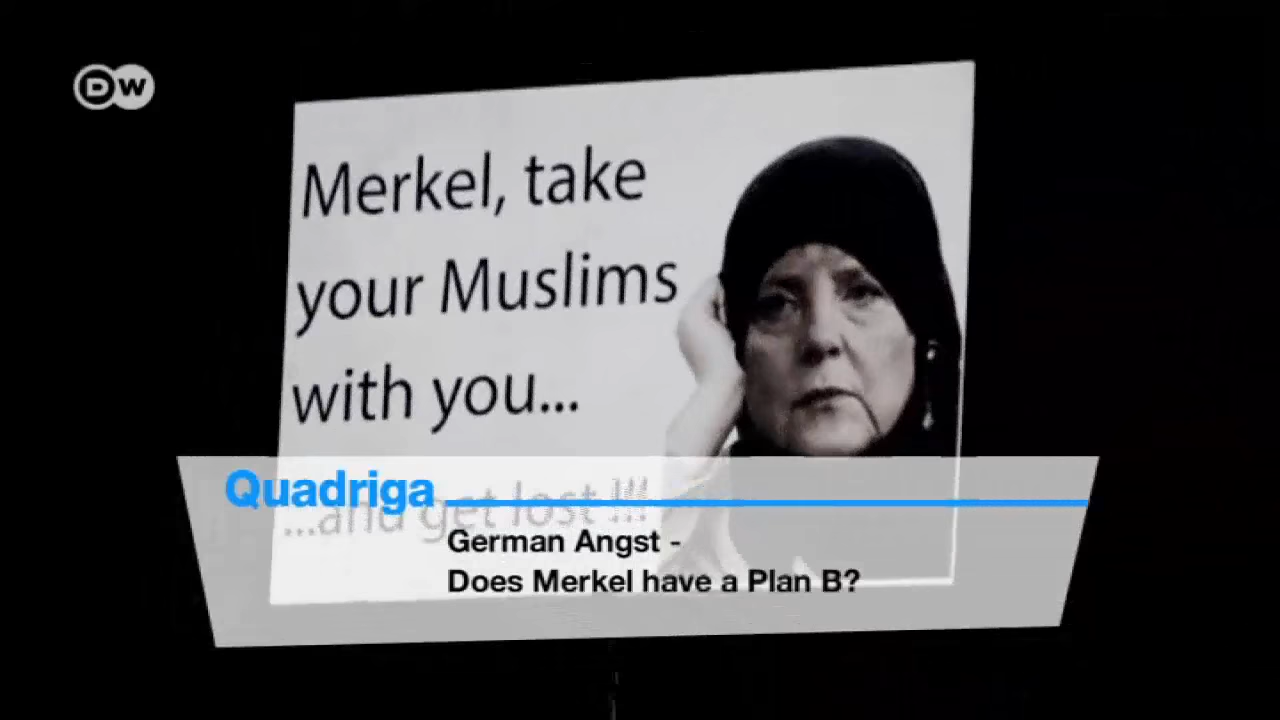 DW
Merkel, take
your Muslims
with you...
...and get lost !!!
Quadriga
German Angst -
Does Merkel have a Plan B?